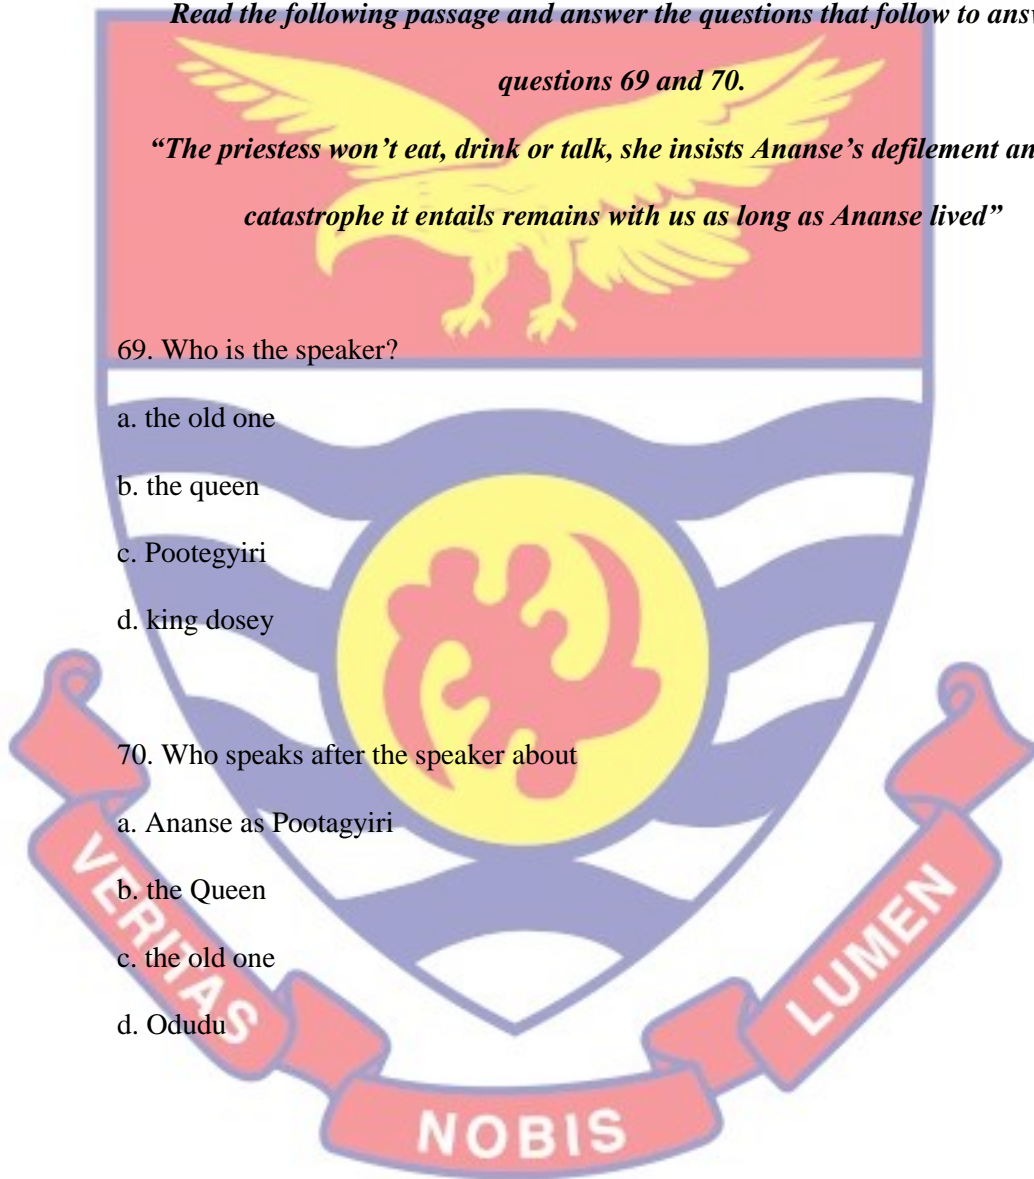 Read the following passage and answer the questions that follow to answ
questions 69 and 70.
“The priestess won’t eat, drink or talk, she insists Ananse’s defilement an
catastrophe it entails remains with us as long as Ananse lived”
69. Who is the speaker?
a. the old one
b. the queen
c. Pootegyiri
d. king dosey
70. Who speaks after the speaker about
a. Ananse as Pootagyiri
b. the Queen
c. the old one
d. Odudu
VERITAS
NOBIS
LUMEN